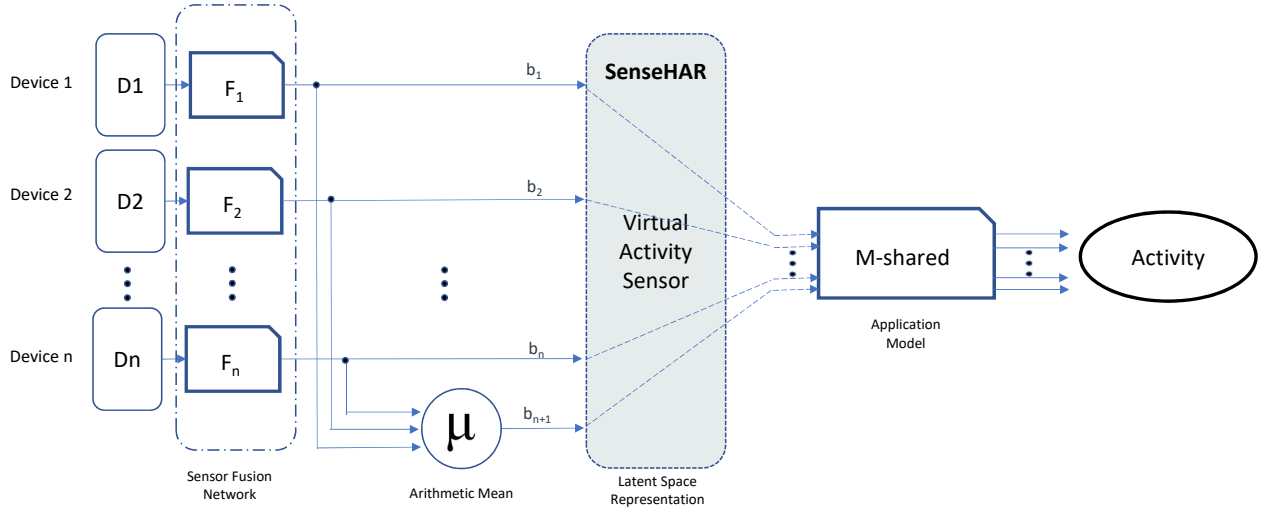 Device 1
D1
F1
b1
SenseHAR
Device 2
D2
F2
b2
Virtual
Activity
Sensor
M-shared
Activity
Application
Model
Device n
Dn
Fn
bn
μ
bn+1
Sensor Fusion
Network
Arithmetic Mean
Latent Space
Representation